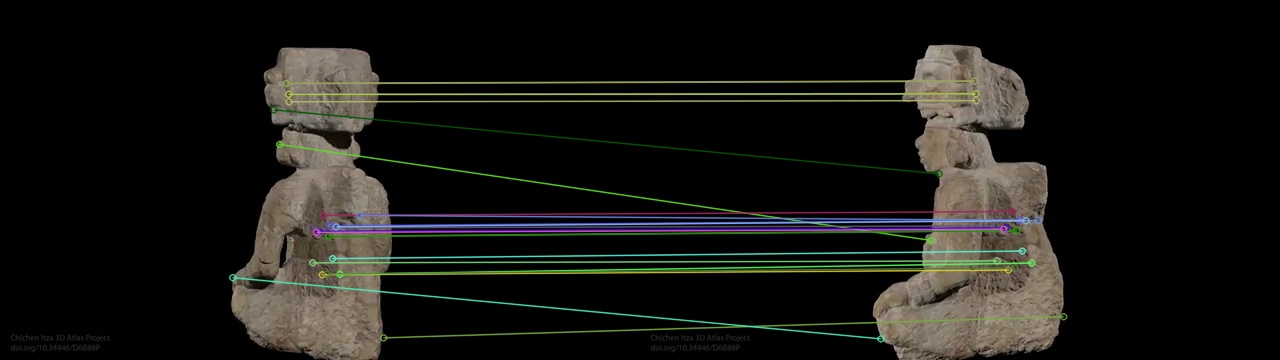 Chichen Itza 3D Atlas Project
doi.org/10.34946/D6B88P
Chichen Itza 3D Atlas Project
doi.org/10.34946/D6B88P